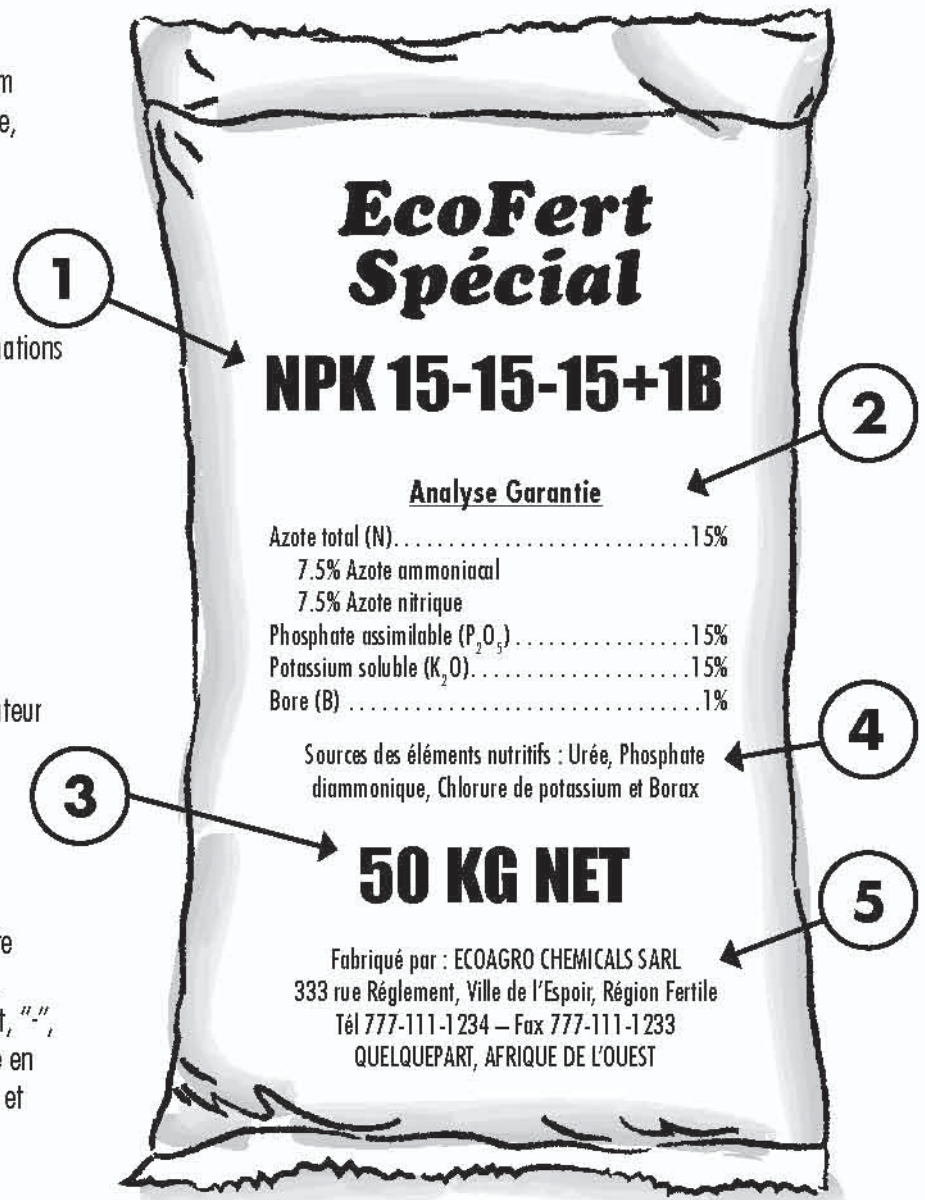 EcoFert
Spécial
1
NPK 15-15-15+1B
2
Analyse Garantie
Azote total (N)...........................15%
7.5% Azote ammoniacal
7.5% Azote nitrique
Phosphate assimilable (P₂O₅)................15%
Potassium soluble (K₂O)....................15%
Bore (B) ................................1%
4
Sources des éléments nutritifs : Urée, Phosphate
diammonique, Chlorure de potassium et Borax
3
50 KG NET
5
Fabriqué par : ECOAGRO CHEMICALS SARL
333 rue Réglement, Ville de l'Espoir, Région Fertile
Tél 777-111-1234 – Fax 777-111-1233
QUELQUEPART, AFRIQUE DE L'OUEST
et